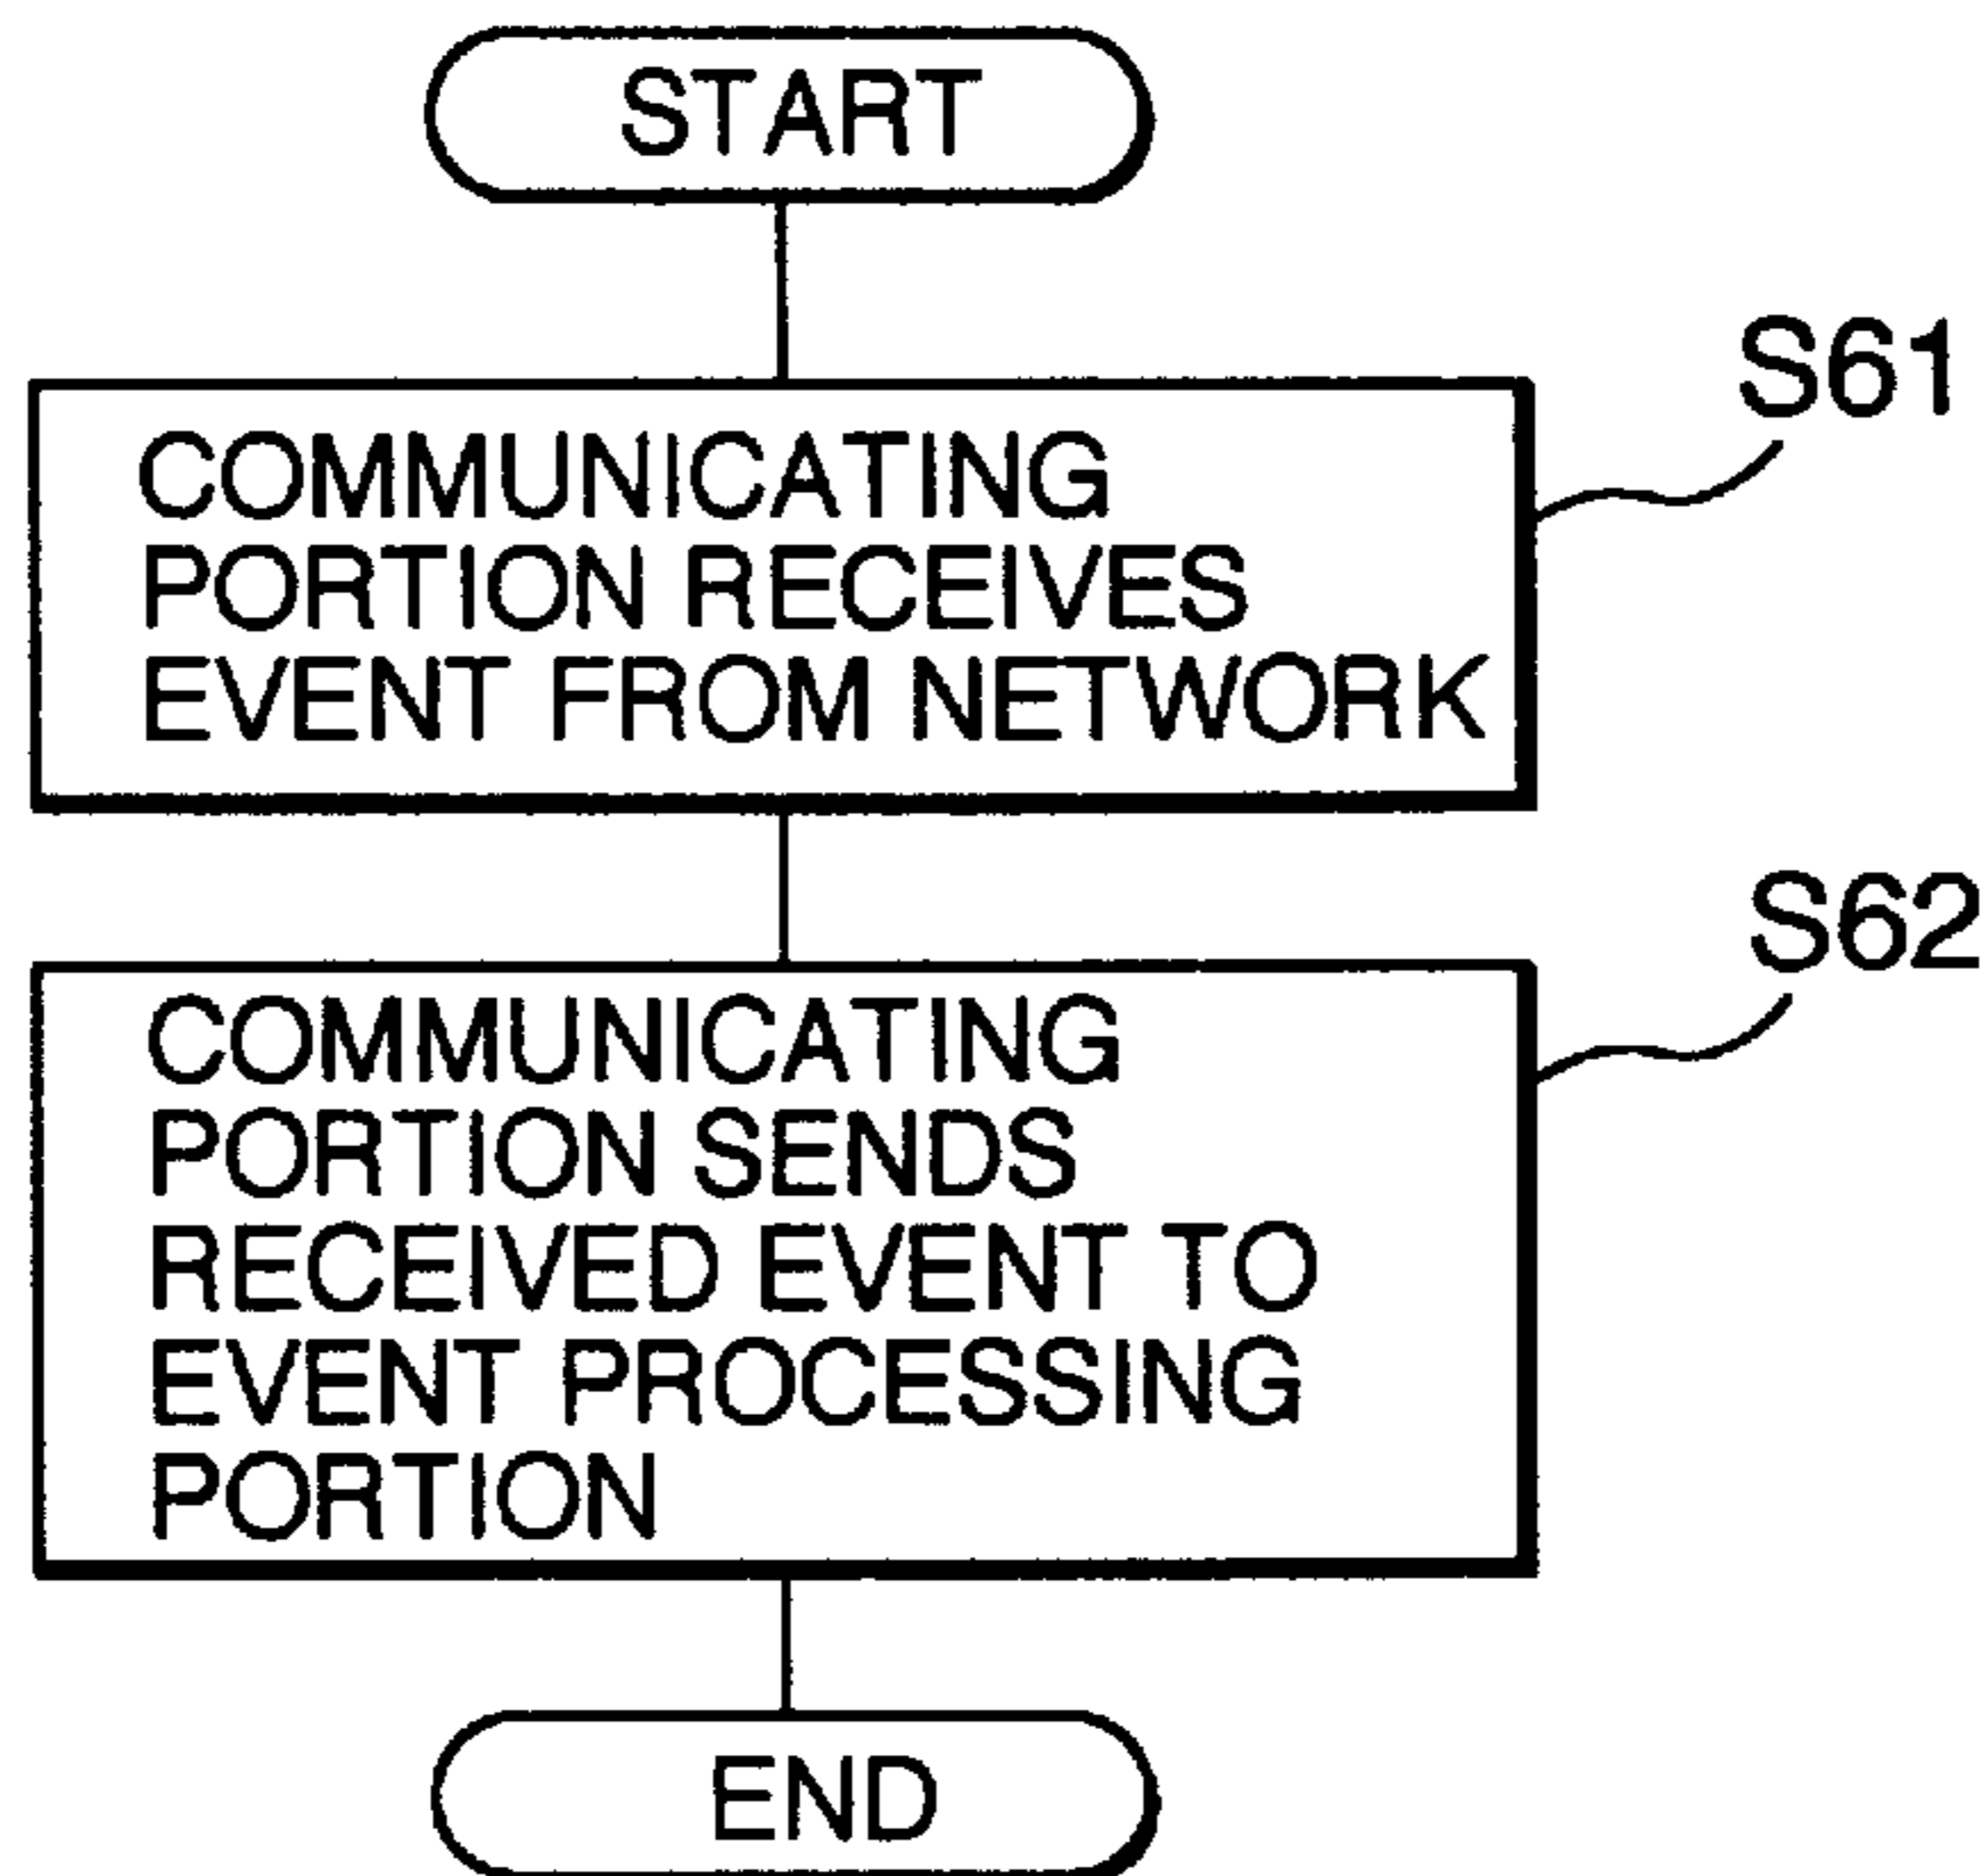 START
S61
COMMUNICATING
PORTION RECEIVES
EVENT FROM NETWORK
S62
COMMUNICATING
PORTION SENDS
RECEIVED EVENT TO
EVENT PROCESSING
PORTION
END